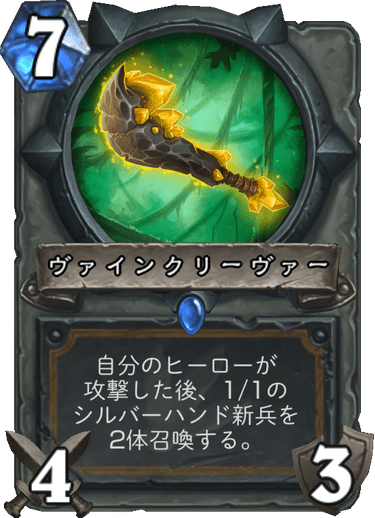 7
ヴァインクリーヴァー
自分のヒーローが
攻撃した後、1/1の
シルバーハンド新兵を
2体召喚する。
4
3